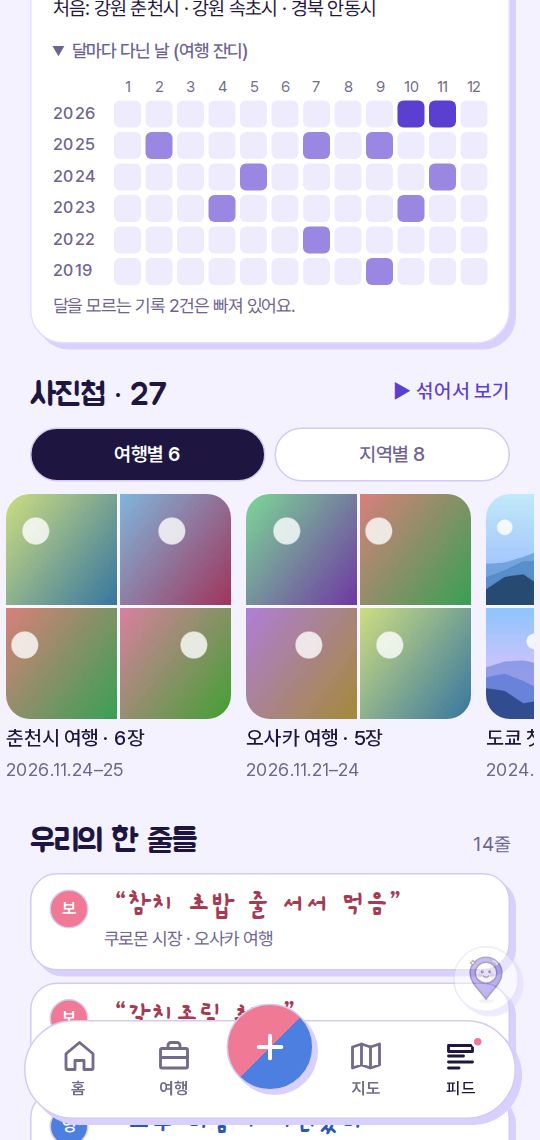 처음: 강원 춘천시 · 강원 속초시 · 경북 안동시
▼ 달마다 다닌 날 (여행 잔디)
1 2 3 4 5 6 7 8 9 10 11 12
2026
2025
2024
2023
2022
2019
달을 모르는 기록 2건은 빠져 있어요.
사진첩 · 27
▶ 섞어서 보기
여행별 6
지역별 8
춘천시 여행 · 6장
2026.11.24–25
오사카 여행 · 5장
2026.11.21–24
도쿄
2024.
우리의 한 줄들
14줄
보
“참치 초밥 줄 서서 먹음”
쿠로몬 시장 · 오사카 여행
보
“갈치조림
홈
여행
+
지도
피드